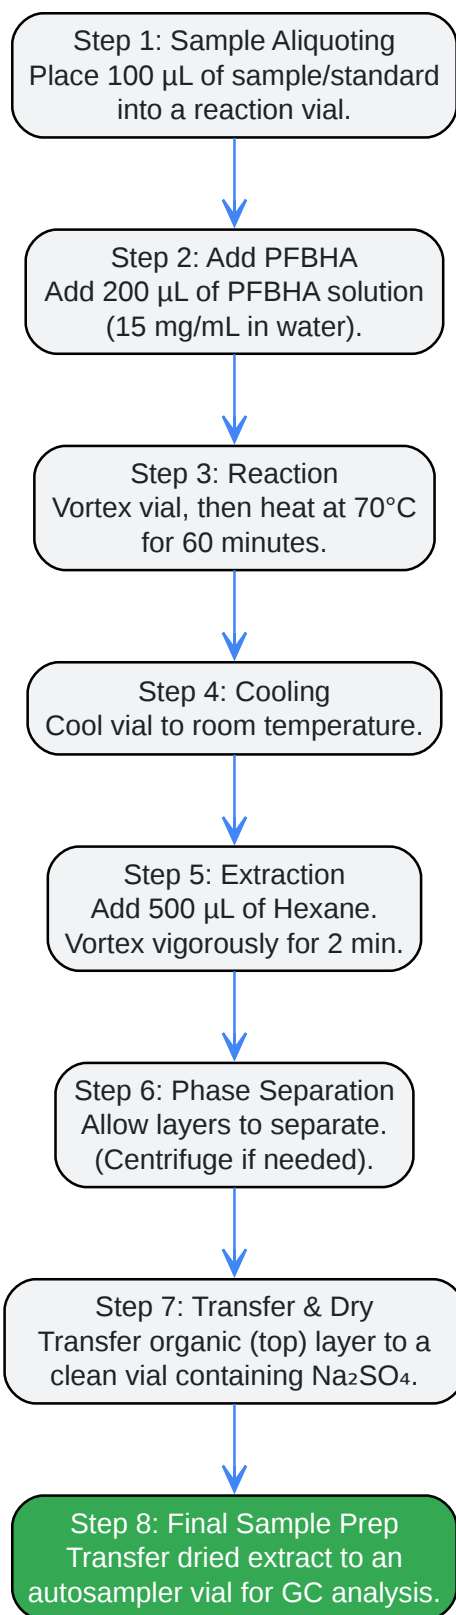 Step 1: Sample Aliquoting
Place 100 µL of sample/standard
into a reaction vial.
Step 2: Add PFBHA
Add 200 µL of PFBHA solution
(15 mg/mL in water).
Step 3: Reaction
Vortex vial, then heat at 70°C
for 60 minutes.
Step 4: Cooling
Cool vial to room temperature.
Step 5: Extraction
Add 500 µL of Hexane.
Vortex vigorously for 2 min.
Step 6: Phase Separation
Allow layers to separate.
(Centrifuge if needed).
Step 7: Transfer & Dry
Transfer organic (top) layer to a
clean vial containing Na₂SO₄.
Step 8: Final Sample Prep
Transfer dried extract to an
autosampler vial for GC analysis.